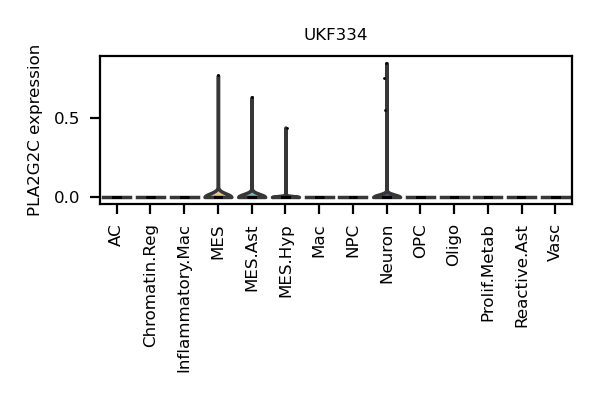 UKF334
PLA2G2C expression
0.5
0.0
AC
Chromatin.Reg
Inflammatory.Mac
MES
MES.Ast
MES.Hyp
Mac
NPC
Neuron
OPC
Oligo
Prolif.Metab
Reactive.Ast
Vasc